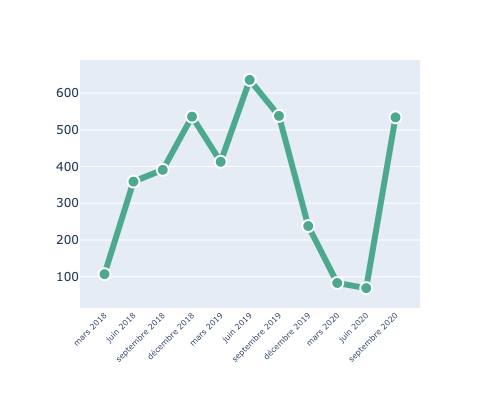 600
500
400
300
200
100
mars 2018
juin 2018
septembre 2018
décembre 2018
mars 2019
juin 2019
septembre 2019
décembre 2019
mars 2020
juin 2020
septembre 2020